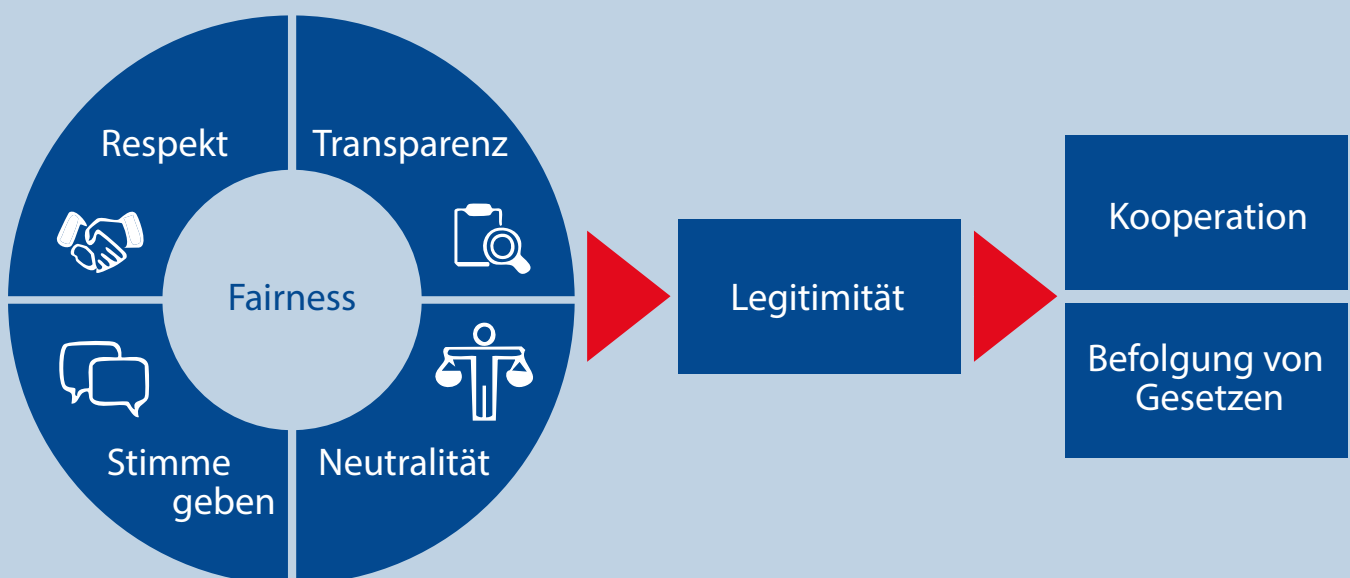 Respekt
Transparenz
Fairness
Stimme
geben
Neutralität
Legitimität
Kooperation
Befolgung von
Gesetzen